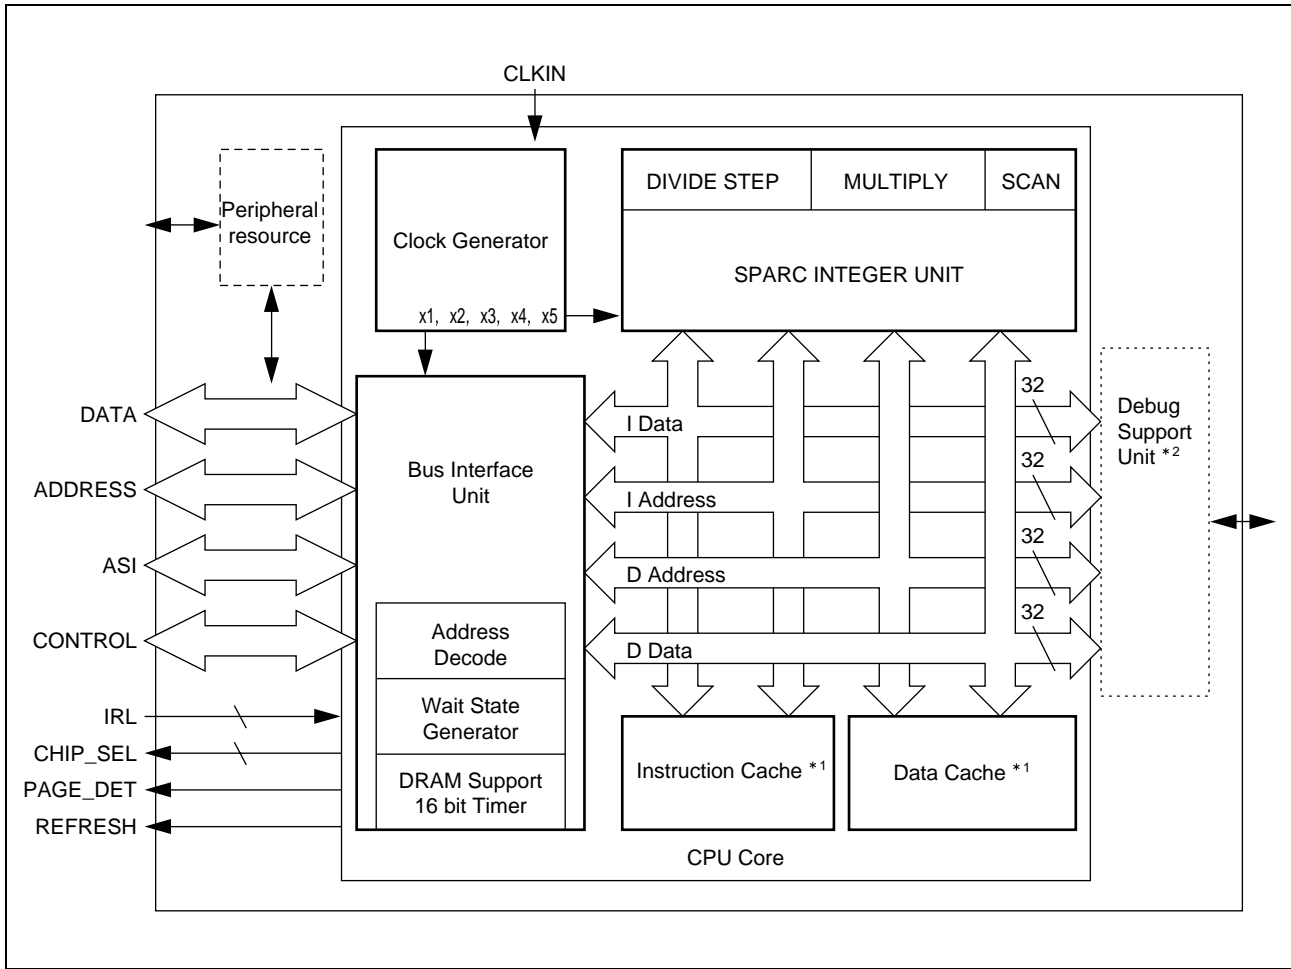 CLKIN
Peripheral
resource
Clock Generator
x1, x2, x3, x4, x5
DIVIDE STEP
MULTIPLY
SCAN
SPARC INTEGER UNIT
DATA
ADDRESS
ASI
CONTROL
IRL
CHIP_SEL
PAGE_DET
REFRESH
Bus Interface
Unit
Address
Decode
Wait State
Generator
DRAM Support
16 bit Timer
I Data
32
I Address
32
D Address
32
D Data
32
Debug
Support
Unit *2
Instruction Cache *1
Data Cache *1
CPU Core